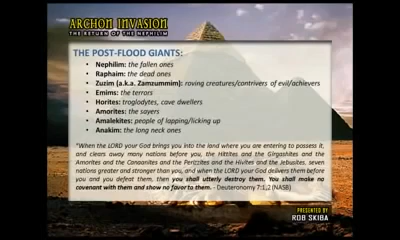 ARCHON INVASION
THE RETURN OF THE NEPHILIM
THE POST-FLOOD GIANTS:
• Nephilim: the fallen ones
• Raphaim: the dead ones
• Zuzim (a.k.a. Zamzummim): roving creatures/contrivers of evil/achievers
• Emims: the terrors
• Horites: troglodytes, cave dwellers
• Amorites: the sayers
• Amalekites: people of lapping/licking up
• Anakim: the long neck ones
"When the LORD your God brings you into the land where you are entering to possess it,
and clears away many nations before you, the Hittites and the Girgashites and the
Amorites and the Canaanites and the Perizzites and the Hivites and the Jebusites, seven
nations greater and stronger than you, and when the LORD your God delivers them before
you and you defeat them, then you shall utterly destroy them. You shall make no
covenant with them and show no favor to them. - Deuteronomy 7:1,2 (NASB)
PRESENTED BY
ROB SKIBA